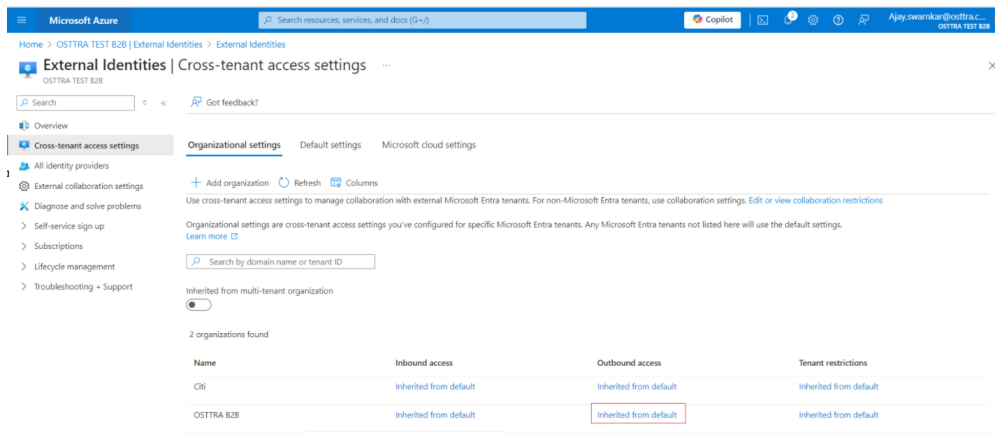 Microsoft Azure
Search resources, services, and docs (G+/)
Copilot
2
Ajay.swarnkar@osttra.c...
OSTTRA TEST B2B
Home > OSTTRA TEST B2B | External Identities > External Identities
External Identities | Cross-tenant access settings ...
OSTTRA TEST B2B
Search
Got feedback?
Overview
Cross-tenant access settings
All identity providers
External collaboration settings
Diagnose and solve problems
Self-service sign up
Subscriptions
Lifecycle management
Troubleshooting + Support
Organizational settings Default settings Microsoft cloud settings
Add organization Refresh Columns
Use cross-tenant access settings to manage collaboration with external Microsoft Entra tenants. For non-Microsoft Entra tenants, use collaboration settings. Edit or view collaboration restrictions
Organizational settings are cross-tenant access settings you've configured for specific Microsoft Entra tenants. Any Microsoft Entra tenants not listed here will use the default settings.
Learn more
Search by domain name or tenant ID
Inherited from multi-tenant organization
2 organizations found
Name Inbound access Outbound access Tenant restrictions
Citi Inherited from default Inherited from default Inherited from default
OSTTRA B2B Inherited from default Inherited from default Inherited from default